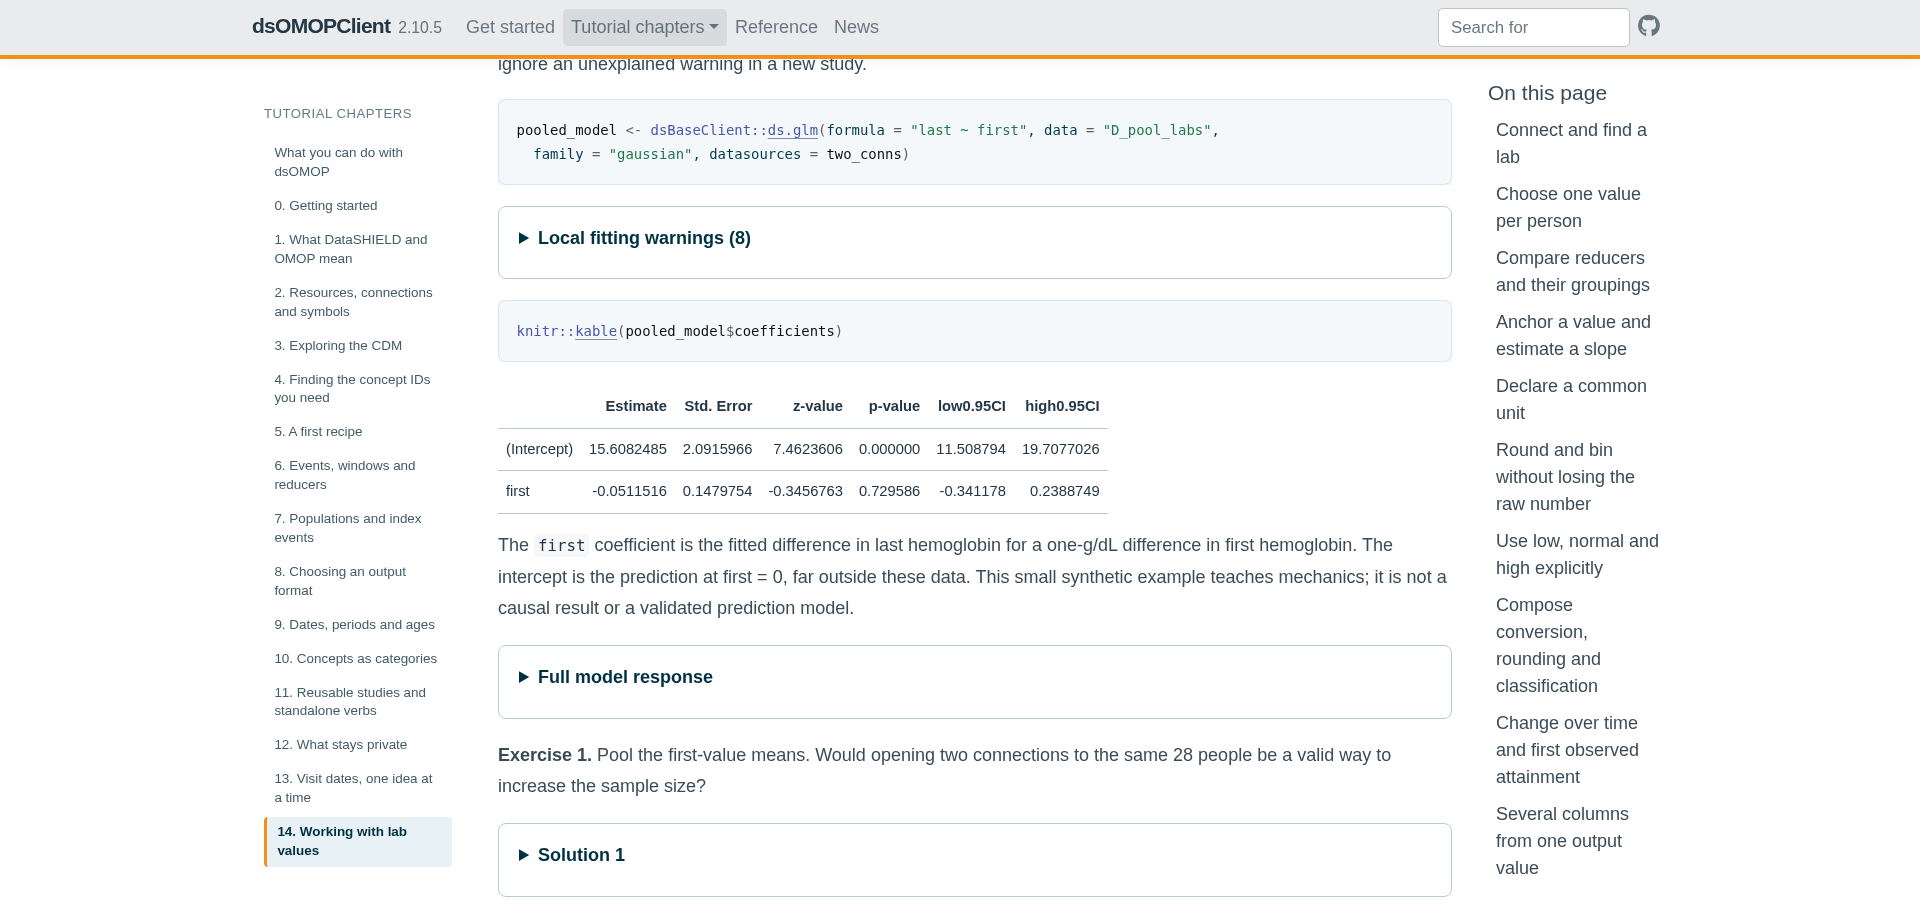 dsOMOPClient 2.10.5 Get started Tutorial chapters Reference News Search for
ignore an unexplained warning in a new study.
TUTORIAL CHAPTERS
What you can do with
dsOMOP
0. Getting started
1. What DataSHIELD and
OMOP mean
2. Resources, connections
and symbols
3. Exploring the CDM
4. Finding the concept IDs
you need
5. A first recipe
6. Events, windows and
reducers
7. Populations and index
events
8. Choosing an output
format
9. Dates, periods and ages
10. Concepts as categories
11. Reusable studies and
standalone verbs
12. What stays private
13. Visit dates, one idea at
a time
14. Working with lab
values
pooled_model <- dsBaseClient::ds.glm(formula = "last ~ first", data = "D_pool_labs",
  family = "gaussian", datasources = two_conns)
Local fitting warnings (8)
knitr::kable(pooled_model$coefficients)
Estimate Std. Error z-value p-value low0.95CI high0.95CI
(Intercept) 15.6082485 2.0915966 7.4623606 0.000000 11.508794 19.7077026
first -0.0511516 0.1479754 -0.3456763 0.729586 -0.341178 0.2388749
The first coefficient is the fitted difference in last hemoglobin for a one-g/dL difference in first hemoglobin. The
intercept is the prediction at first = 0, far outside these data. This small synthetic example teaches mechanics; it is not a
causal result or a validated prediction model.
Full model response
Exercise 1. Pool the first-value means. Would opening two connections to the same 28 people be a valid way to
increase the sample size?
Solution 1
On this page
Connect and find a
lab
Choose one value
per person
Compare reducers
and their groupings
Anchor a value and
estimate a slope
Declare a common
unit
Round and bin
without losing the
raw number
Use low, normal and
high explicitly
Compose
conversion,
rounding and
classification
Change over time
and first observed
attainment
Several columns
from one output
value